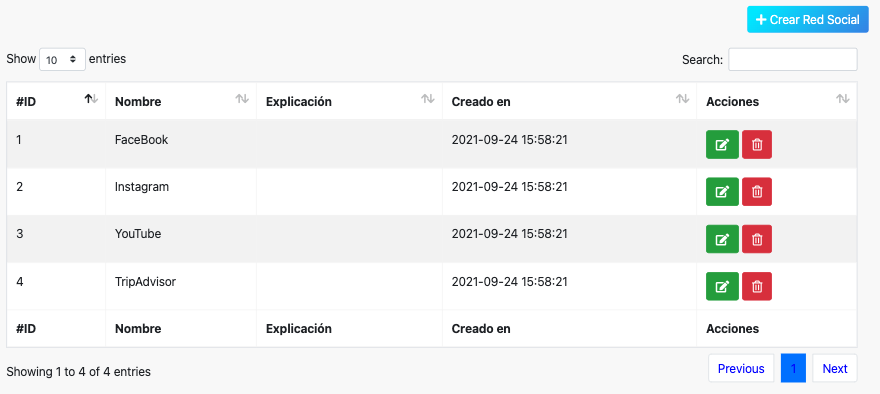 Crear Red Social
Show 10 entries Search:
#ID Nombre Explicación Creado en Acciones
1 FaceBook 2021-09-24 15:58:21
2 Instagram 2021-09-24 15:58:21
3 YouTube 2021-09-24 15:58:21
4 TripAdvisor 2021-09-24 15:58:21
#ID Nombre Explicación Creado en Acciones
Showing 1 to 4 of 4 entries Previous 1 Next